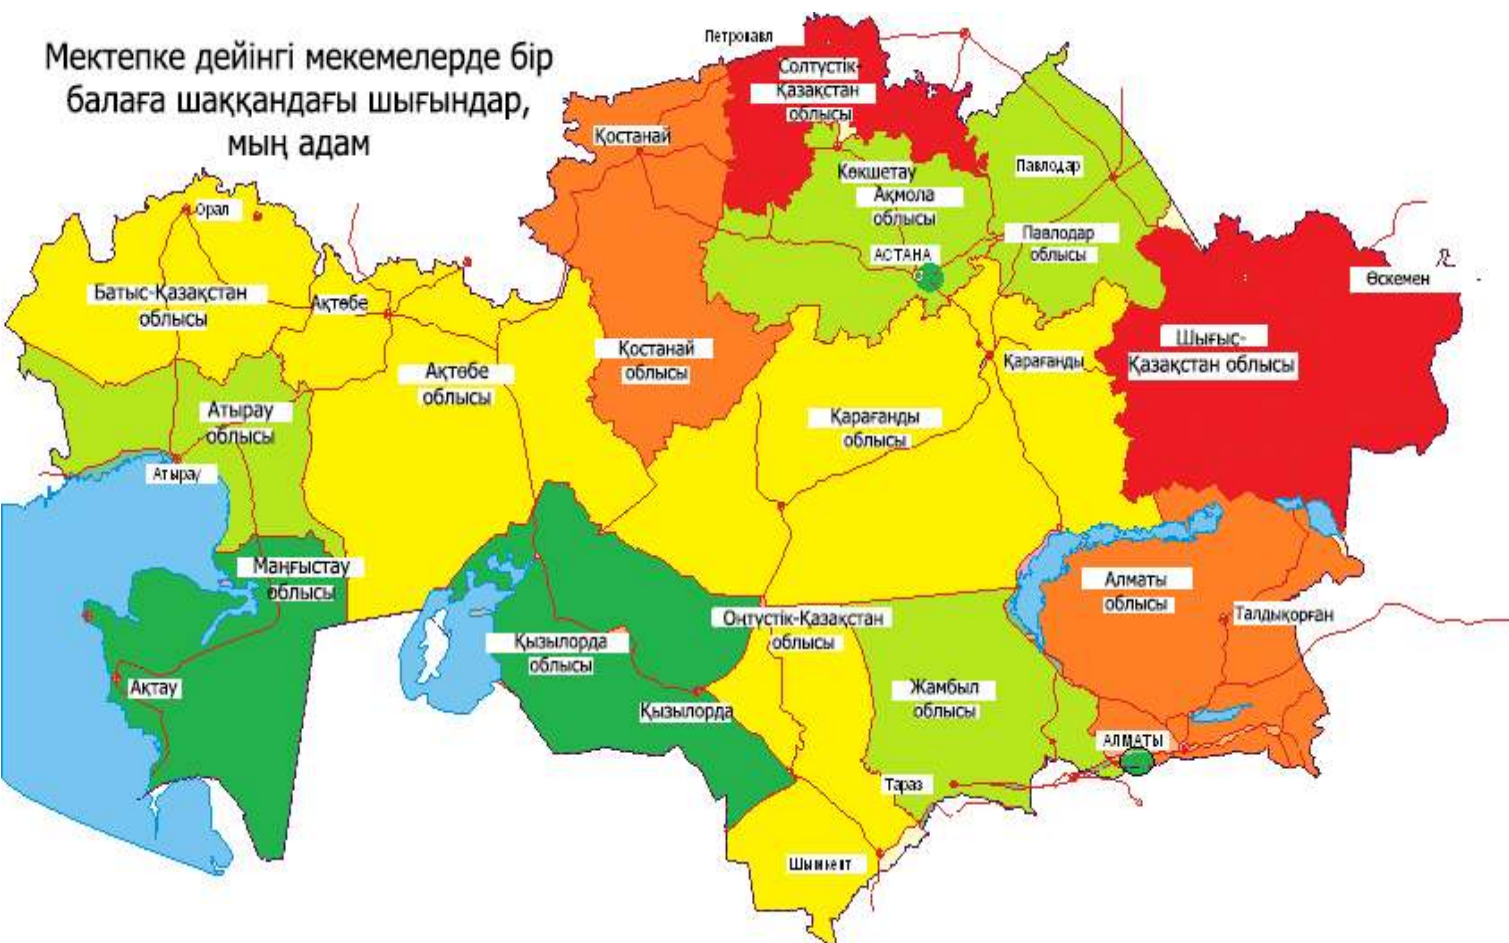 Мектепке дейінгі мекемелерде бір
балаға шаққандағы шығындар,
мың адам
Петропавл
Солтүстік-
Қазақстан
облысы
Қостанай
Көкшетау
Ақмола
облысы
Павлодар
Павлодар
облысы
АСТАНА
Орал
Батыс-Қазақстан
облысы
Ақтөбе
Өскемен
Шығыс-
Қазақстан облысы
Қостанай
облысы
Ақтөбе
облысы
Қарағанды
Қарағанды
облысы
Атырау
облысы
Атырау
Маңғыстау
облысы
Ақтау
Қызылорда
облысы
Қызылорда
Оңтүстік-Қазақстан
облысы
Алматы
облысы
Талдықорған
Жамбыл
облысы
АЛМАТЫ
Тараз
Шымкент